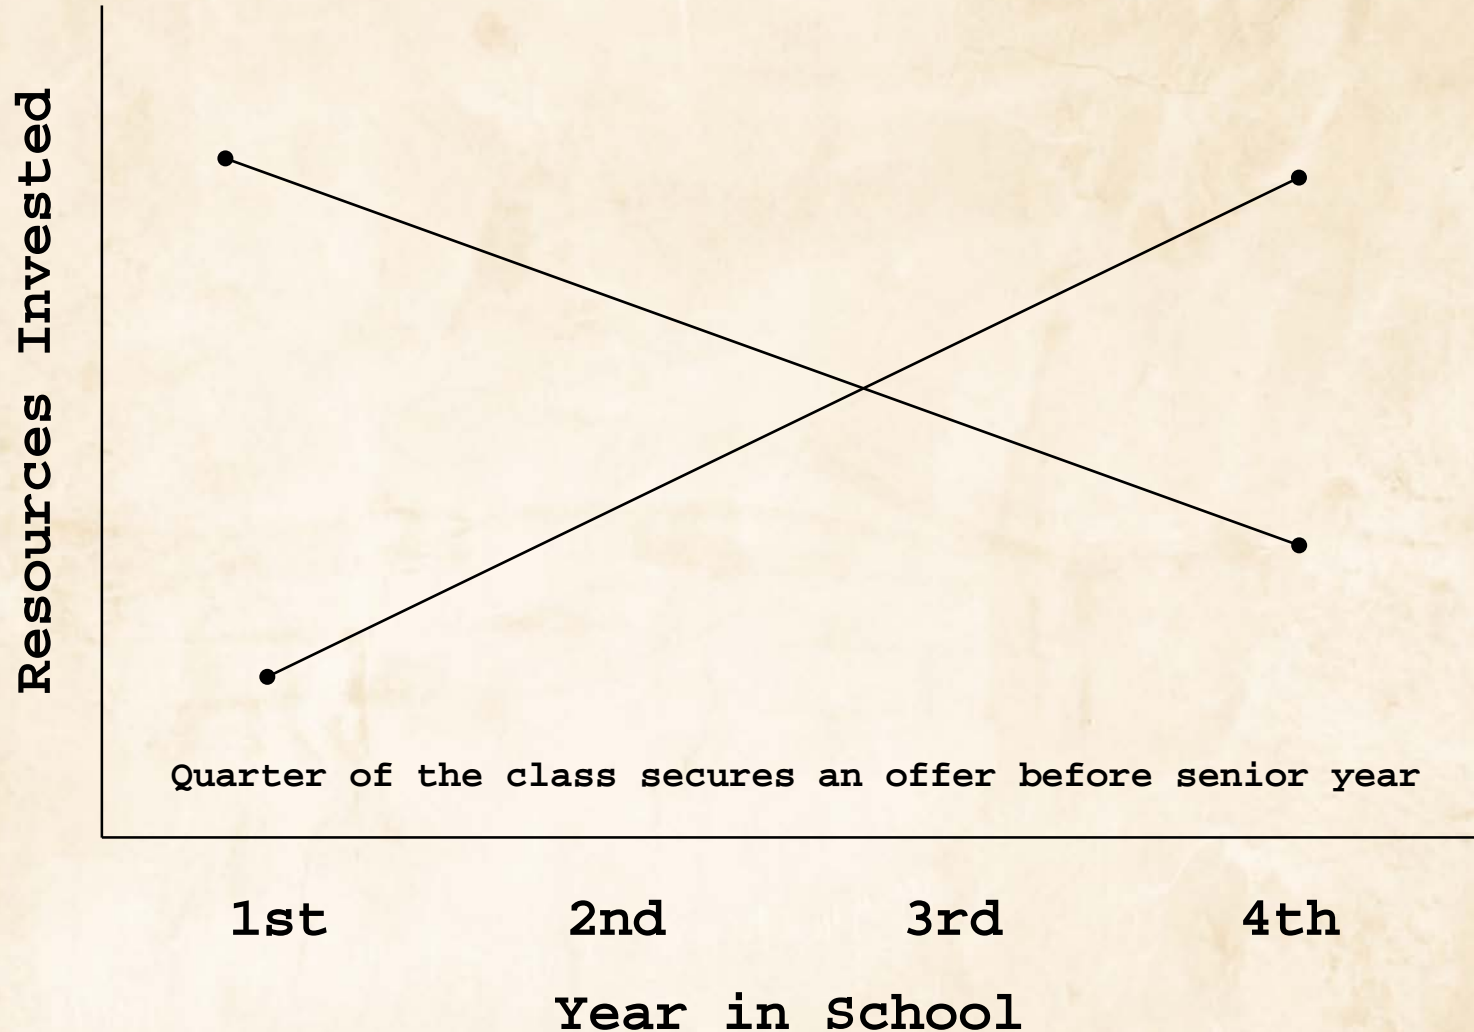 Resources Invested
Quarter of the class secures an offer before senior year
1st 2nd 3rd 4th
Year in School